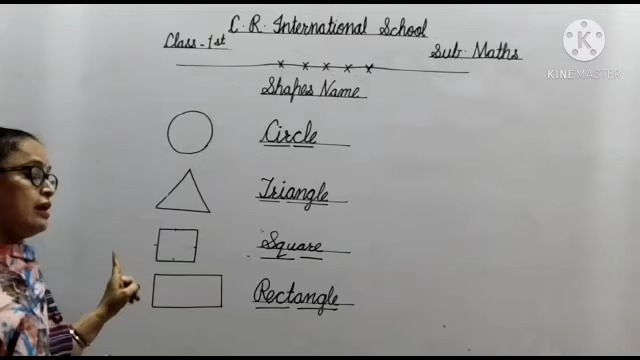 C. R. International School
Class-1st
Sub. Maths
Shapes Name
Circle
Triangle
Square
Rectangle
KINEMASTER